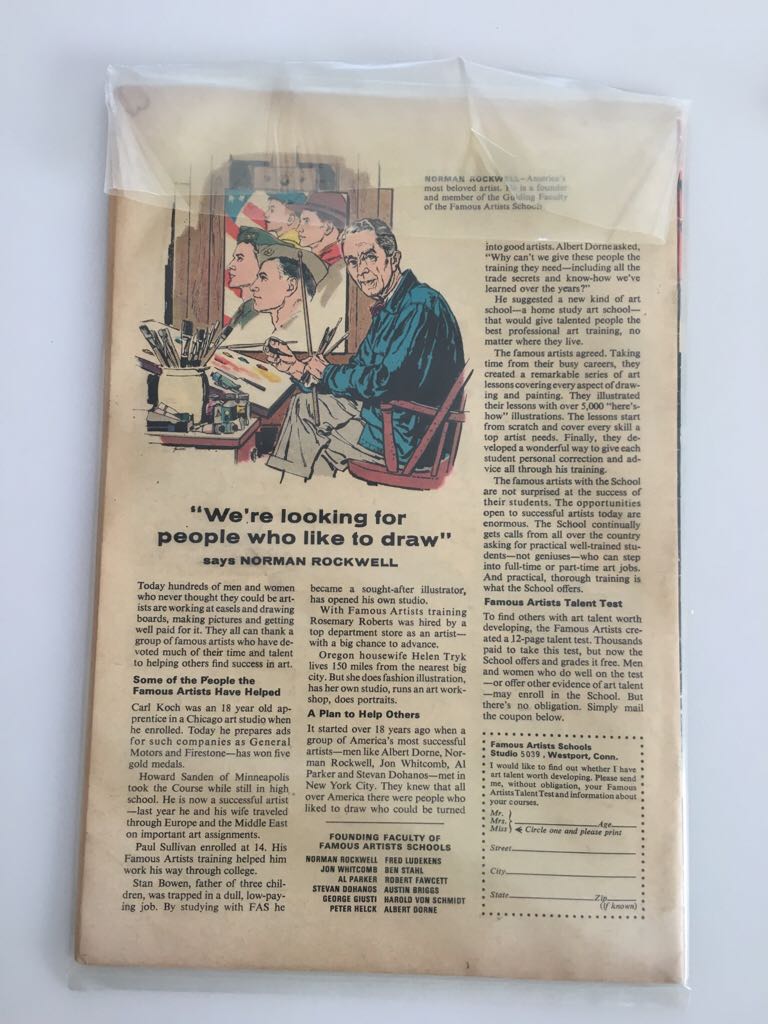 NORMAN ROCKWELL—America's
most beloved artist. He is a founder
and member of the Guiding Faculty
of the Famous Artists School.
"We're looking for
people who like to draw"
says NORMAN ROCKWELL
Today hundreds of men and women
who never thought they could be art-
ists are working at easels and drawing
boards, making pictures and getting
well paid for it. They all can thank a
group of famous artists who have de-
voted much of their time and talent
to helping others find success in art.
Some of the People the
Famous Artists Have Helped
Carl Koch was an 18 year old ap-
prentice in a Chicago art studio when
he enrolled. Today he prepares ads
for such companies as General
Motors and Firestone—has won five
gold medals.
Howard Sanden of Minneapolis
took the Course while still in high
school. He is now a successful artist
—last year he and his wife traveled
through Europe and the Middle East
on important art assignments.
Paul Sullivan enrolled at 14. His
Famous Artists training helped him
work his way through college.
Stan Bowen, father of three chil-
dren, was trapped in a dull, low-pay-
ing job. By studying with FAS he
became a sought-after illustrator,
has opened his own studio.
With Famous Artists training
Rosemary Roberts was hired by a
top department store as an artist—
with a big chance to advance.
Oregon housewife Helen Tryk
lives 150 miles from the nearest big
city. But she does fashion illustration,
has her own studio, runs an art work-
shop, does portraits.
A Plan to Help Others
It started over 18 years ago when a
group of America's most successful
artists—men like Albert Dorne, Nor-
man Rockwell, Jon Whitcomb, Al
Parker and Stevan Dohanos—met in
New York City. They knew that all
over America there were people who
liked to draw who could be turned
into good artists. Albert Dorne asked,
"Why can't we give these people the
training they need—including all the
trade secrets and know-how we've
learned over the years?"
He suggested a new kind of art
school—a home study art school—
that would give talented people the
best professional art training, no
matter where they live.
The famous artists agreed. Taking
time from their busy careers, they
created a remarkable series of art
lessons covering every aspect of draw-
ing and painting. They illustrated
their lessons with over 5,000 "here's-
how" illustrations. The lessons start
from scratch and cover every skill a
top artist needs. Finally, they de-
veloped a wonderful way to give each
student personal correction and ad-
vice all through his training.
The famous artists with the School
are not surprised at the success of
their students. The opportunities
open to successful artists today are
enormous. The School continually
gets calls from all over the country
asking for practical well-trained stu-
dents—not geniuses—who can step
into full-time or part-time art jobs.
And practical, thorough training is
what the School offers.
Famous Artists Talent Test
To find others with art talent worth
developing, the Famous Artists cre-
ated a 12-page talent test. Thousands
paid to take this test, but now the
School offers and grades it free. Men
and women who do well on the test
—or offer other evidence of art talent
—may enroll in the School. But
there's no obligation. Simply mail
the coupon below.
FOUNDING FACULTY OF
FAMOUS ARTISTS SCHOOLS
NORMAN ROCKWELL FRED LUDEKENS
JON WHITCOMB BEN STAHL
AL PARKER ROBERT FAWCETT
STEVAN DOHANOS AUSTIN BRIGGS
GEORGE GIUSTI HAROLD VON SCHMIDT
PETER HELCK ALBERT DORNE
Famous Artists Schools
Studio 5039, Westport, Conn.
I would like to find out whether I have
art talent worth developing. Please send
me, without obligation, your Famous
Artists Talent Test and information about
your courses.
Mr.
Mrs. Age
Miss Circle one and please print
Street
City
State Zip
(if known)